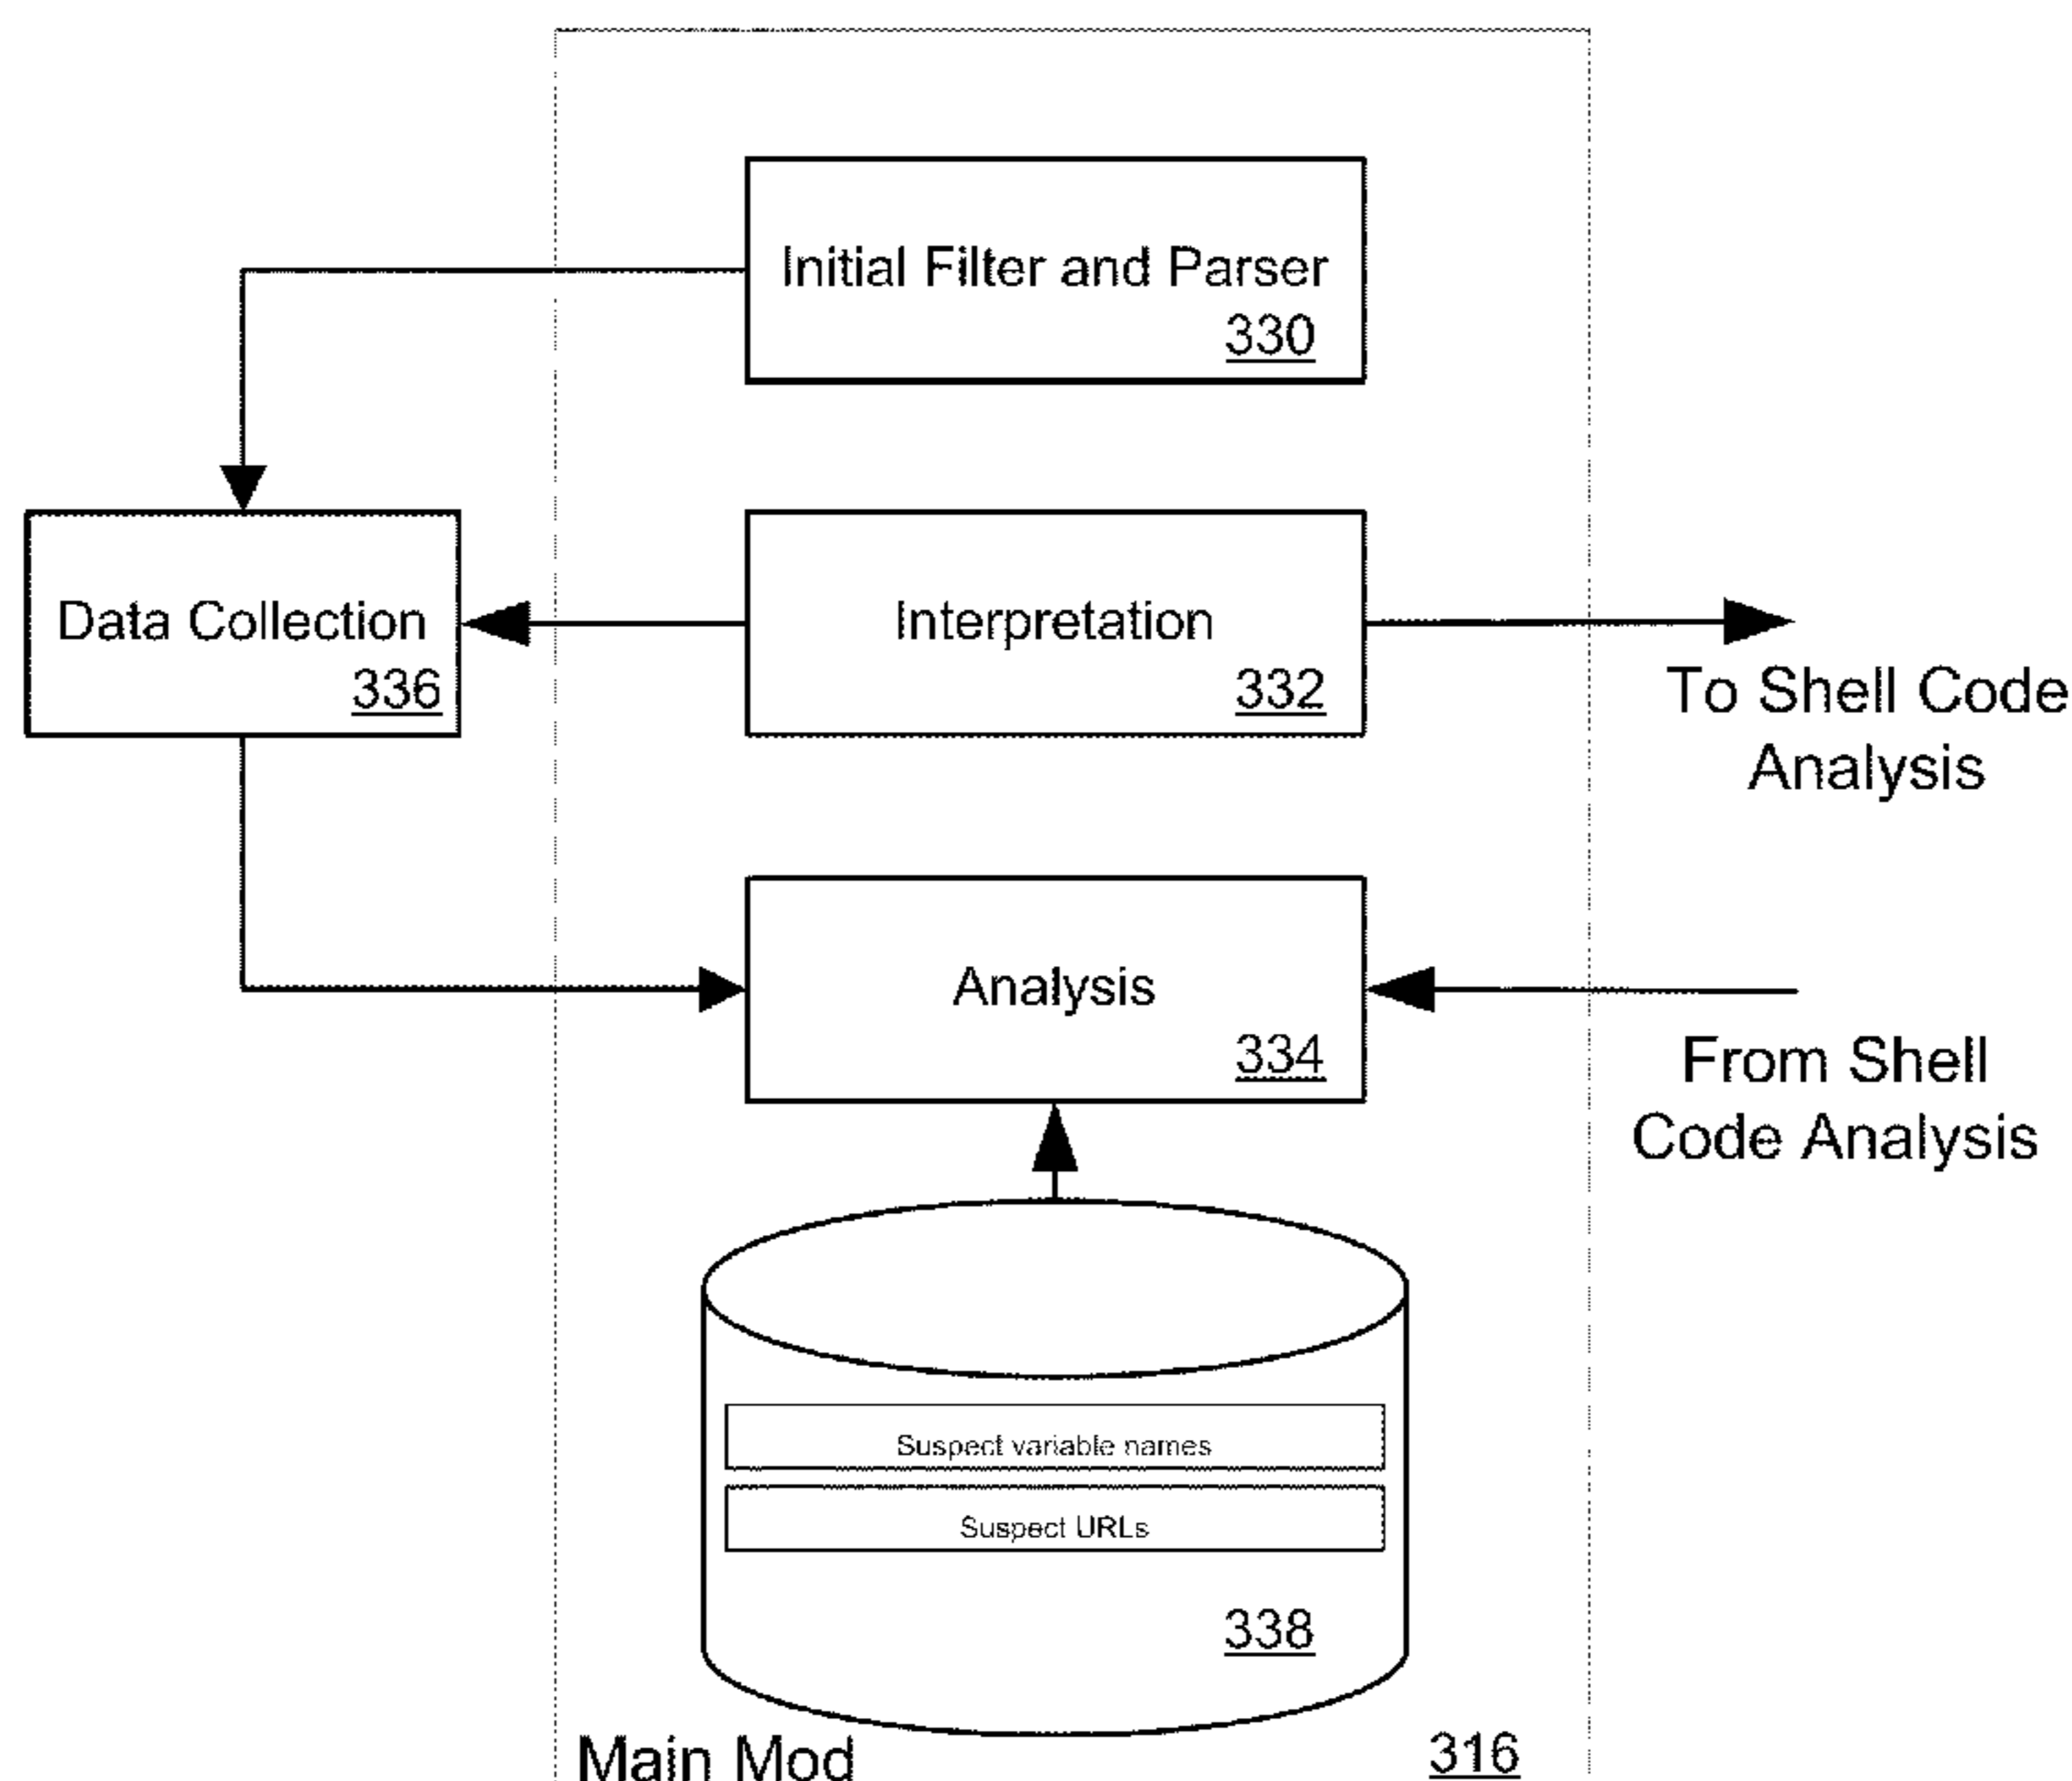 Initial Filter and Parser
330
Data Collection
336
Interpretation
332
To Shell Code
Analysis
Analysis
334
From Shell
Code Analysis
Suspect variable names
Suspect URLs
338
Main Mod
316